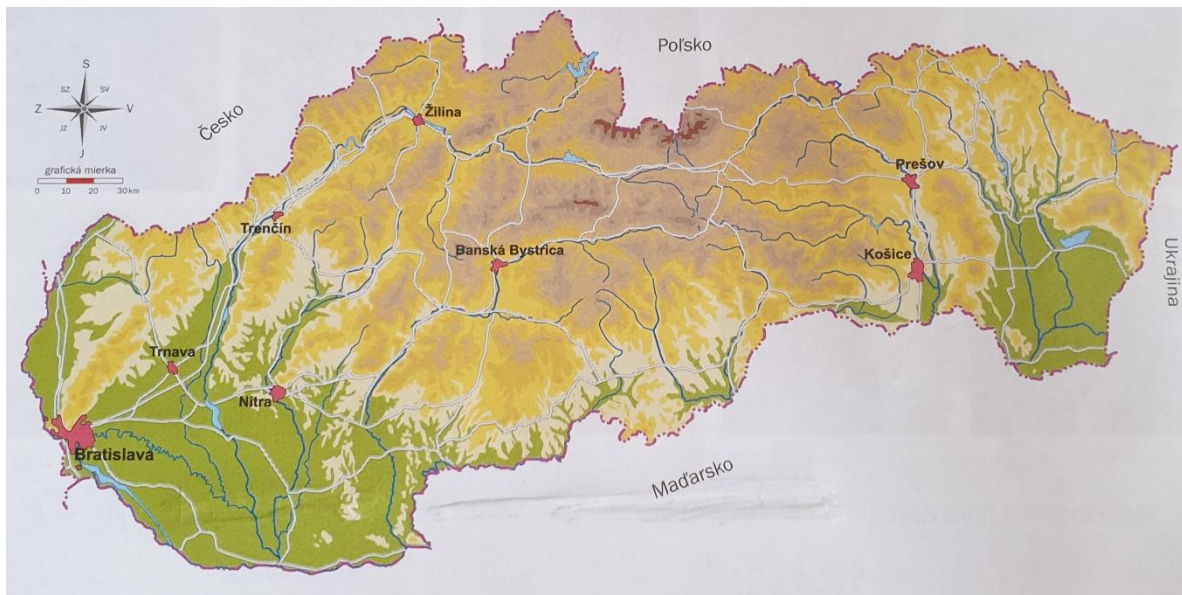 Poľsko
S
SZ SV
Z V
JZ JV
J
Česko
Žilina
grafická mierka
0 10 20 30 km
Prešov
Trenčín
Banská Bystrica
Košice
Ukrajina
Trnava
Nitra
Bratislava
Maďarsko